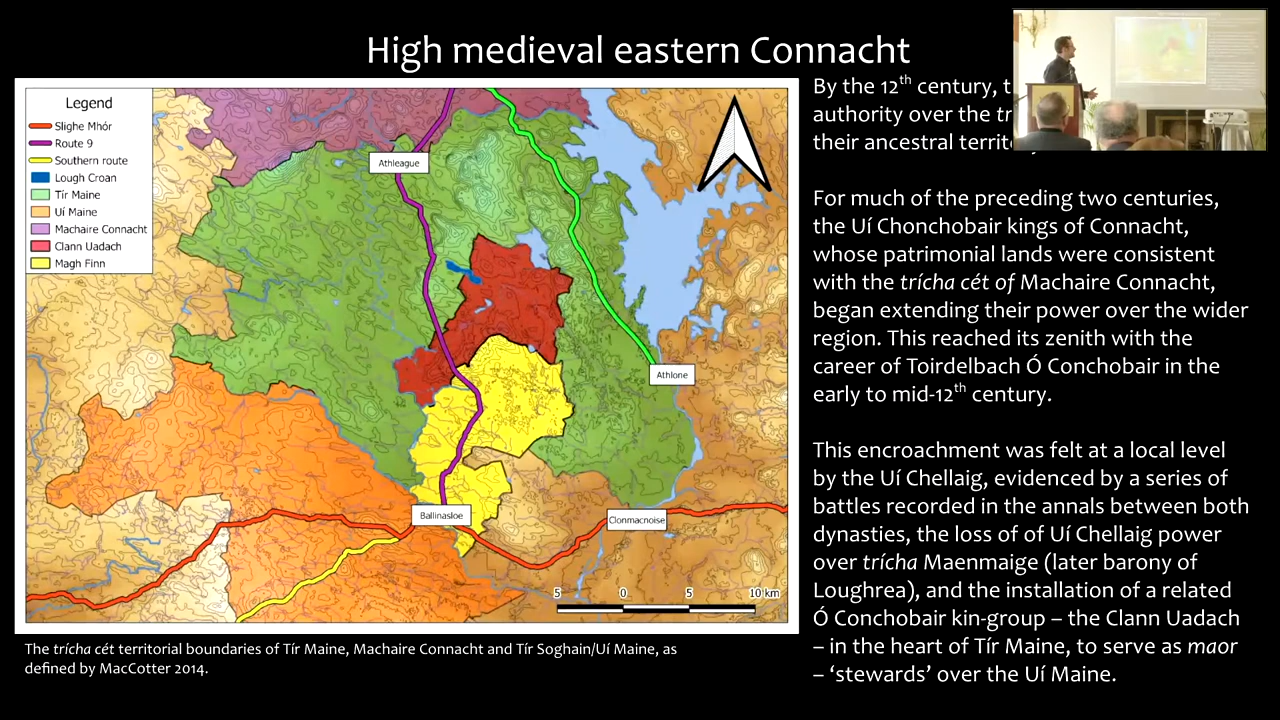 High medieval eastern Connacht
Legend
Slighe Mhór
Route 9
Southern route
Lough Croan
Tír Maine
Uí Maine
Machaire Connacht
Clann Uadach
Magh Finn
Athleague
Athlone
Ballinasloe
Clonmacnoise
5 0 5 10 km
The trícha cét territorial boundaries of Tír Maine, Machaire Connacht and Tír Soghain/Uí Maine, as
defined by MacCotter 2014.
By the 12th century,
authority over the
their ancestral
For much of the preceding two centuries,
the Uí Chonchobair kings of Connacht,
whose patrimonial lands were consistent
with the trícha cét of Machaire Connacht,
began extending their power over the wider
region. This reached its zenith with the
career of Toirdelbach Ó Conchobair in the
early to mid-12th century.
This encroachment was felt at a local level
by the Uí Chellaig, evidenced by a series of
battles recorded in the annals between both
dynasties, the loss of of Uí Chellaig power
over trícha Maenmaige (later barony of
Loughrea), and the installation of a related
Ó Conchobair kin-group – the Clann Uadach
– in the heart of Tír Maine, to serve as maor
– ‘stewards’ over the Uí Maine.